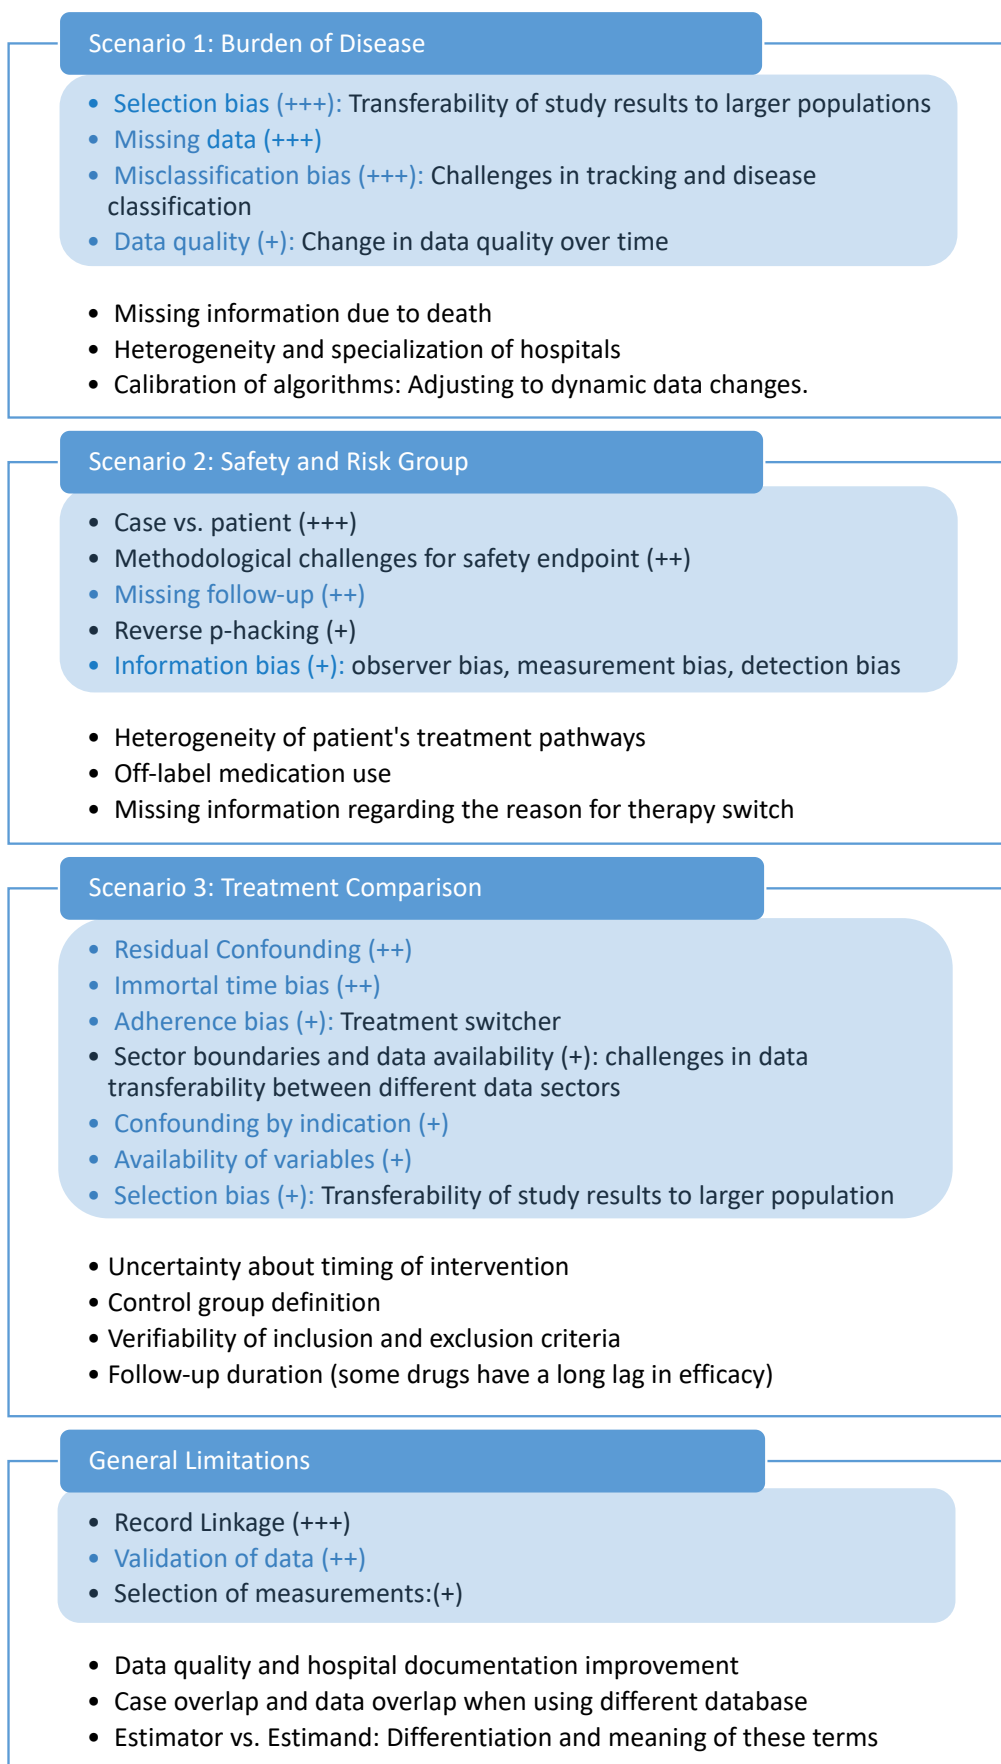 Scenario 1: Burden of Disease
• Selection bias (+++): Transferability of study results to larger populations
• Missing data (+++)
• Misclassification bias (+++): Challenges in tracking and disease
classification
• Data quality (+): Change in data quality over time
• Missing information due to death
• Heterogeneity and specialization of hospitals
• Calibration of algorithms: Adjusting to dynamic data changes.
Scenario 2: Safety and Risk Group
• Case vs. patient (+++)
• Methodological challenges for safety endpoint (++)
• Missing follow-up (++)
• Reverse p-hacking (+)
• Information bias (+): observer bias, measurement bias, detection bias
• Heterogeneity of patient's treatment pathways
• Off-label medication use
• Missing information regarding the reason for therapy switch
Scenario 3: Treatment Comparison
• Residual Confounding (++)
• Immortal time bias (++)
• Adherence bias (+): Treatment switcher
• Sector boundaries and data availability (+): challenges in data
transferability between different data sectors
• Confounding by indication (+)
• Availability of variables (+)
• Selection bias (+): Transferability of study results to larger population
• Uncertainty about timing of intervention
• Control group definition
• Verifiability of inclusion and exclusion criteria
• Follow-up duration (some drugs have a long lag in efficacy)
General Limitations
• Record Linkage (+++)
• Validation of data (++)
• Selection of measurements:(+)
• Data quality and hospital documentation improvement
• Case overlap and data overlap when using different database
• Estimator vs. Estimand: Differentiation and meaning of these terms